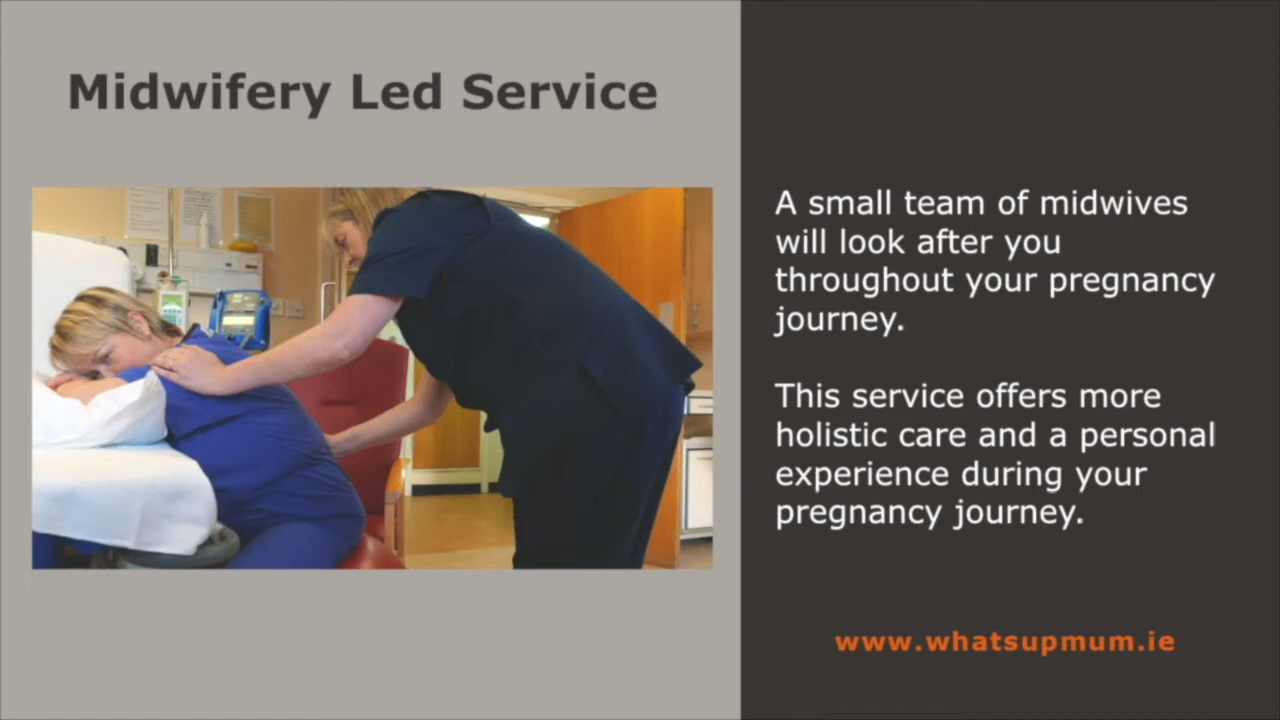 Midwifery Led Service
A small team of midwives
will look after you
throughout your pregnancy
journey.
This service offers more
holistic care and a personal
experience during your
pregnancy journey.
www.whatsupmum.ie